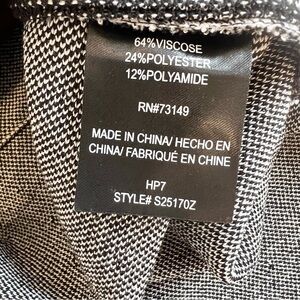 64%VISCOSE
24%POLYESTER
12%POLYAMIDE
RN#73149
MADE IN CHINA/ HECHO EN
CHINA/ FABRIQUÉ EN CHINE
HP7
STYLE# S25170Z